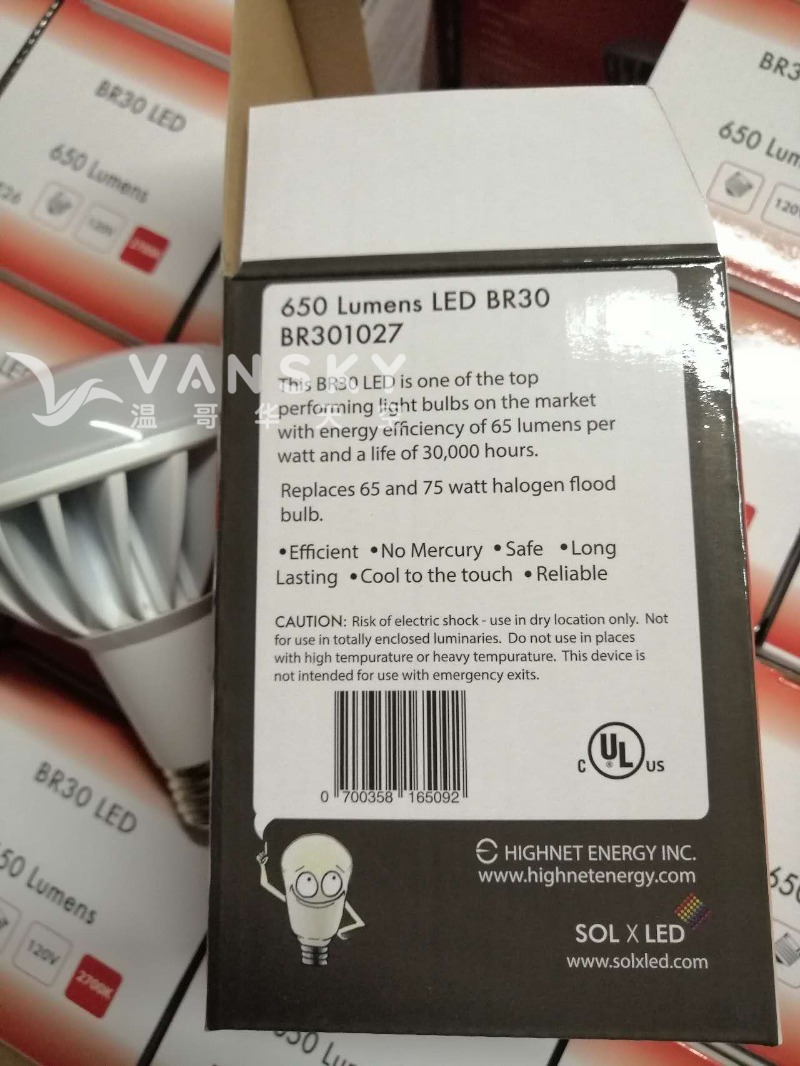 BR30 LED
650 Lumens
E26
120V
2700K
BR3
650 Lum
120V
650 Lumens LED BR30
BR301027
VANSKY
温哥华天空
This BR30 LED is one of the top
performing light bulbs on the market
with energy efficiency of 65 lumens per
watt and a life of 30,000 hours.
Replaces 65 and 75 watt halogen flood
bulb.
•Efficient •No Mercury •Safe •Long
Lasting •Cool to the touch •Reliable
CAUTION: Risk of electric shock - use in dry location only. Not
for use in totally enclosed luminaries. Do not use in places
with high tempurature or heavy tempurature. This device is
not intended for use with emergency exits.
0 700358 165092
C UL ® US
HIGHNET ENERGY INC.
www.highnetenergy.com
SOL X LED
www.solxled.com
BR30 LED
50 Lumens
120V
2700K
650 Lu